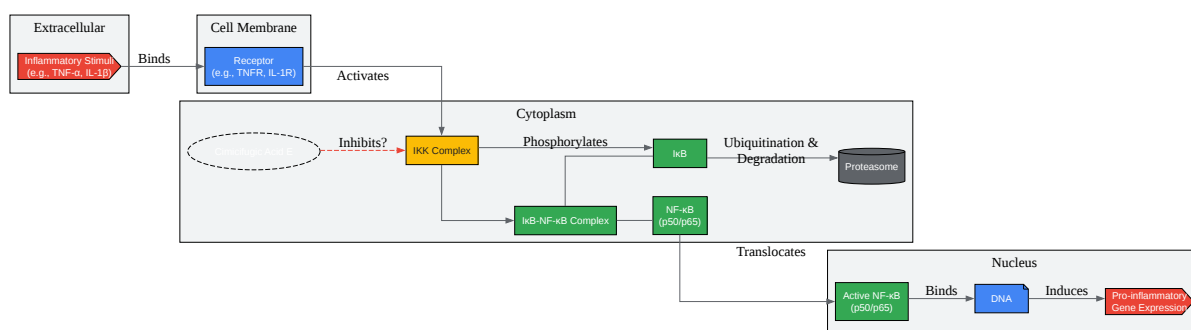 Extracellular
Cell Membrane
Inflammatory Stimuli
(e.g., TNF-α, IL-1β)
Binds
Receptor
(e.g., TNFR, IL-1R)
Activates
Cytoplasm
Inhibits?
IKK Complex
Phosphorylates
IκB
Ubiquitination &
Degradation
Proteasome
IκB-NF-κB Complex
NF-κB
(p50/p65)
Translocates
Nucleus
Active NF-κB
(p50/p65)
Binds
DNA
Induces
Pro-inflammatory
Gene Expression